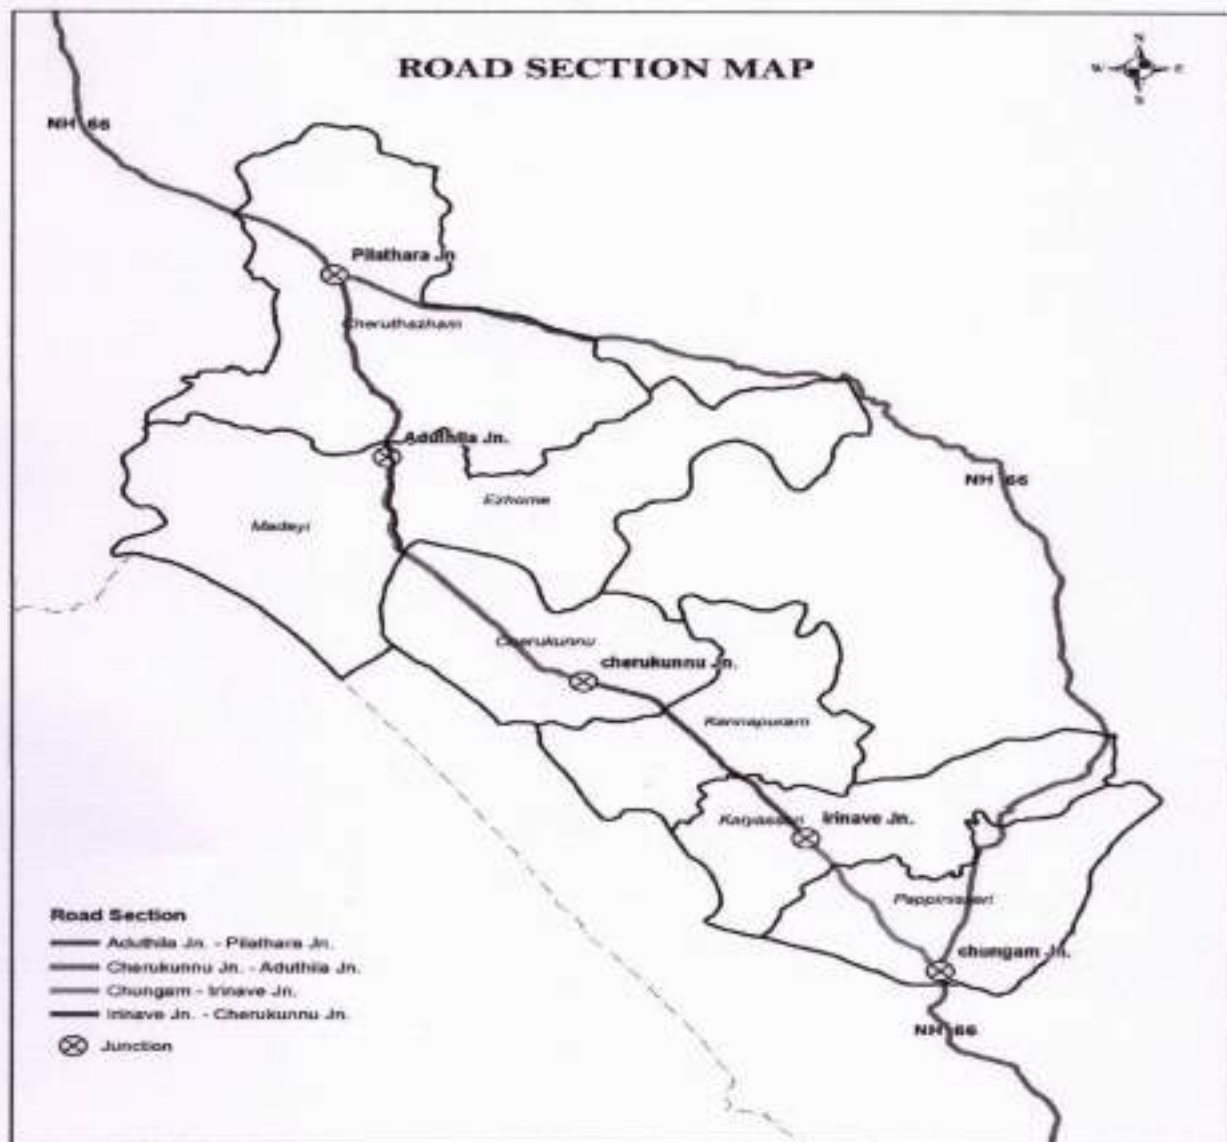 ROAD SECTION MAP
N
W E
S
NH 66
Pilathara Jn
Cheruthazham
Aduthila Jn.
Ezhome
NH 66
Madayi
Cherukunnu
cherukunnu Jn.
Kannapuram
Kalyasseri
Irinave Jn.
Pappinisseri
chungam Jn.
NH 66
Road Section
Aduthila Jn. - Pilathara Jn.
Cherukunnu Jn. - Aduthila Jn.
Chungam - Irinave Jn.
Irinave Jn. - Cherukunnu Jn.
Junction